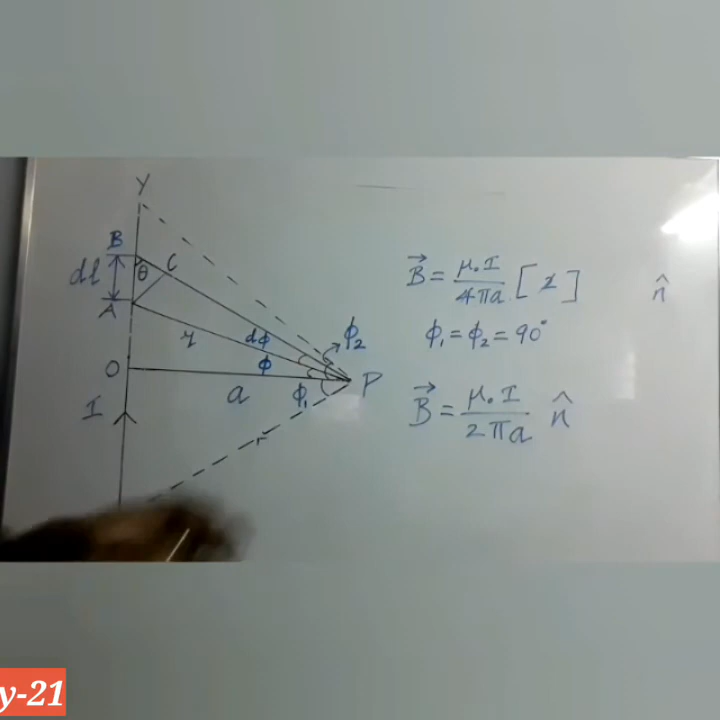 Y
B
dl
θ
C
A
r
dφ
φ₂
O
φ
a
φ₁
P
I
B⃗ = μ₀I/4πa [2] n̂
φ₁ = φ₂ = 90°
B⃗ = μ₀I/2πa n̂
y-21